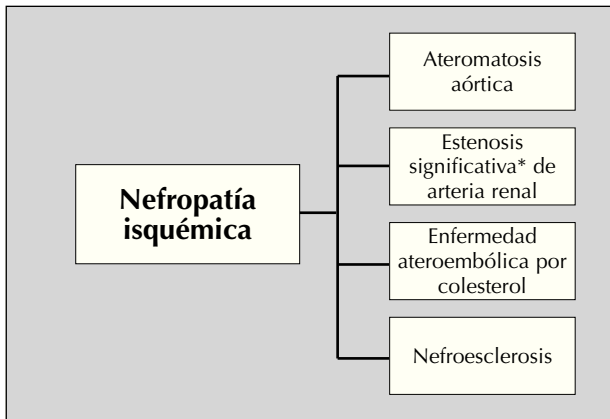 Nefropatía
isquémica
Ateromatosis
aórtica
Estenosis
significativa* de
arteria renal
Enfermedad
ateroembólica por
colesterol
Nefroesclerosis